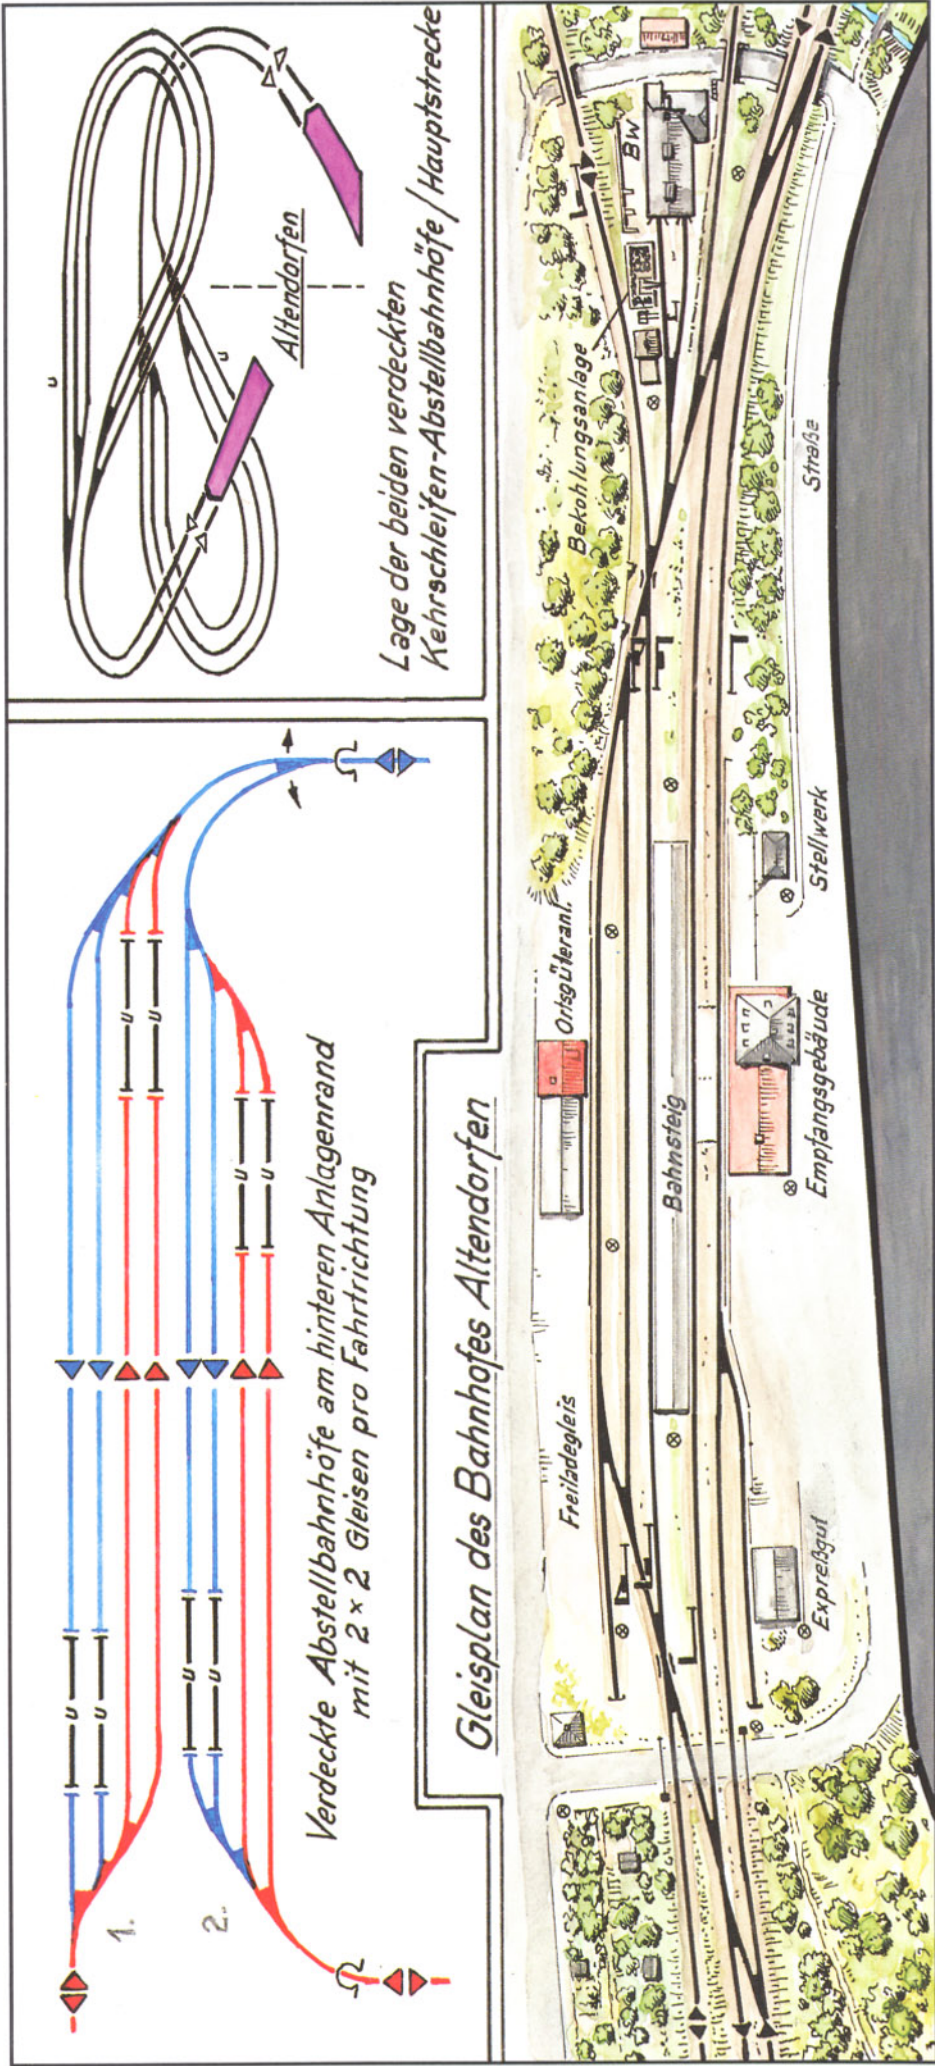 Lage der beiden verdeckten
Kehrschleifen-Abstellbahnhöfe/Hauptstrecke
Altendorfen
U
U
Verdeckte Abstellbahnhöfe am hinteren Anlagenrand
mit 2 × 2 Gleisen pro Fahrtrichtung
1.
2.
U
U
U
U
U
U
U
U
Gleisplan des Bahnhofes Altendorfen
Freiladegleis
Ortsgüteranl.
Bekohlungsanlage
BW
Bahnsteig
Expreßgut
Empfangsgebäude
Stellwerk
Straße